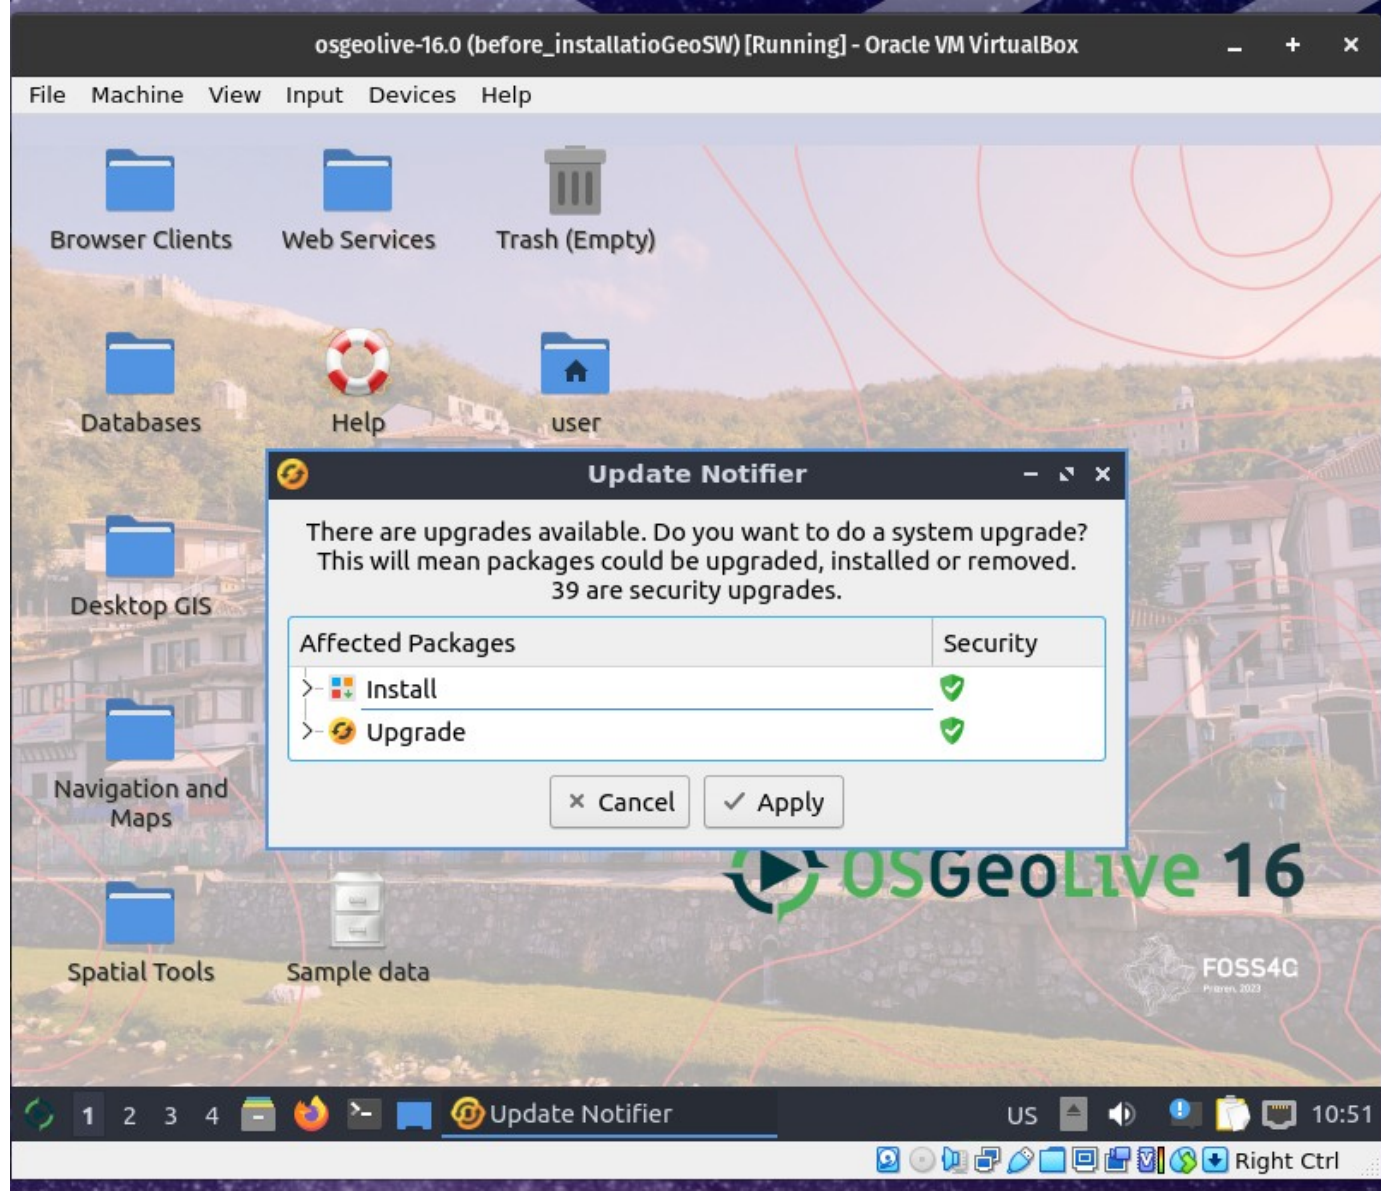 osgeolive-16.0 (before_installatioGeoSW) [Running] - Oracle VM VirtualBox
File Machine View Input Devices Help
Browser Clients
Web Services
Trash (Empty)
Databases
Help
user
Update Notifier
There are upgrades available. Do you want to do a system upgrade?
This will mean packages could be upgraded, installed or removed.
39 are security upgrades.
Affected Packages Security
Install
Upgrade
Cancel Apply
Desktop GIS
Navigation and
Maps
OSGeoLive 16
Spatial Tools
Sample data
FOSS4G
Prizren, 2023
1 2 3 4 Update Notifier US 10:51
Right Ctrl